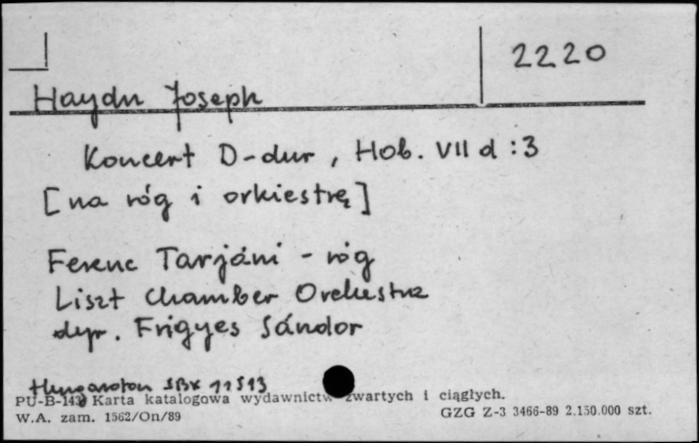 2220
Haydn Joseph
Koncert D-dur, Hob. VII d : 3
[na róg i orkiestrę]
Ferenc Tarjáni - róg
Liszt Chamber Orchestra
dyr. Frigyes Sándor
Hungaroton SBX 11513
PU-B-143 Karta katalogowa wydawnictw zwartych i ciągłych.
W.A. zam. 1562/On/89 GZG Z-3 3466-89 2.150.000 szt.